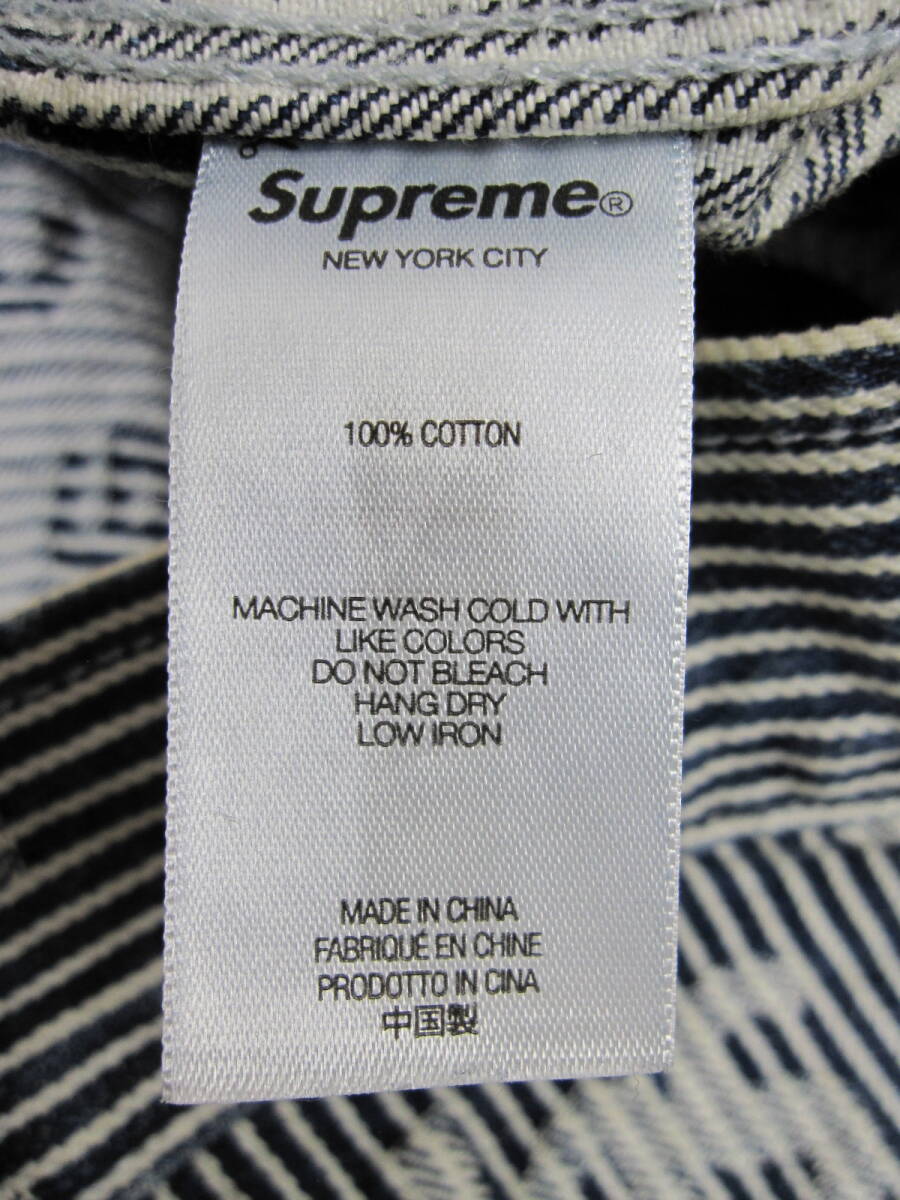 Supreme®
NEW YORK CITY
100% COTTON
MACHINE WASH COLD WITH
LIKE COLORS
DO NOT BLEACH
HANG DRY
LOW IRON
MADE IN CHINA
FABRIQUÉ EN CHINE
PRODOTTO IN CINA
中国製